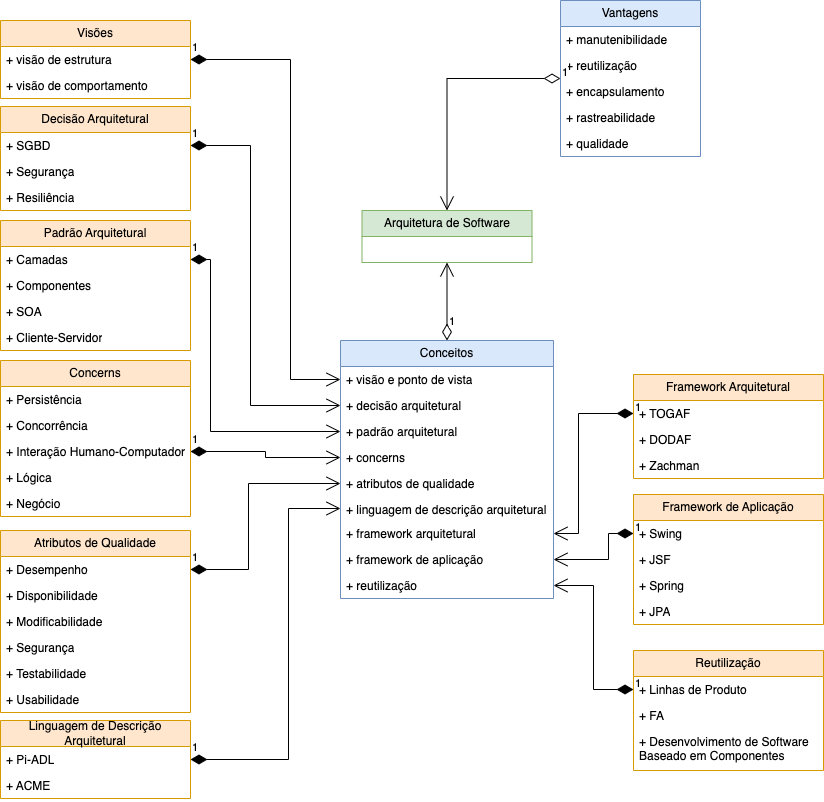 Visões
1
+ visão de estrutura
+ visão de comportamento
Decisão Arquitetural
1
+ SGBD
+ Segurança
+ Resiliência
Padrão Arquitetural
1
+ Camadas
+ Componentes
+ SOA
+ Cliente-Servidor
Concerns
+ Persistência
+ Concorrência
1
+ Interação Humano-Computador
+ Lógica
+ Negócio
Atributos de Qualidade
1
+ Desempenho
+ Disponibilidade
+ Modificabilidade
+ Segurança
+ Testabilidade
+ Usabilidade
Linguagem de Descrição
Arquitetural
1
+ Pi-ADL
+ ACME
Vantagens
+ manutenibilidade
1
+ reutilização
+ encapsulamento
+ rastreabilidade
+ qualidade
Arquitetura de Software
1
Conceitos
+ visão e ponto de vista
+ decisão arquitetural
+ padrão arquitetural
+ concerns
+ atributos de qualidade
+ linguagem de descrição arquitetural
+ framework arquitetural
+ framework de aplicação
+ reutilização
Framework Arquitetural
1
+ TOGAF
+ DODAF
+ Zachman
Framework de Aplicação
1
+ Swing
+ JSF
+ Spring
+ JPA
Reutilização
1
+ Linhas de Produto
+ FA
+ Desenvolvimento de Software
Baseado em Componentes